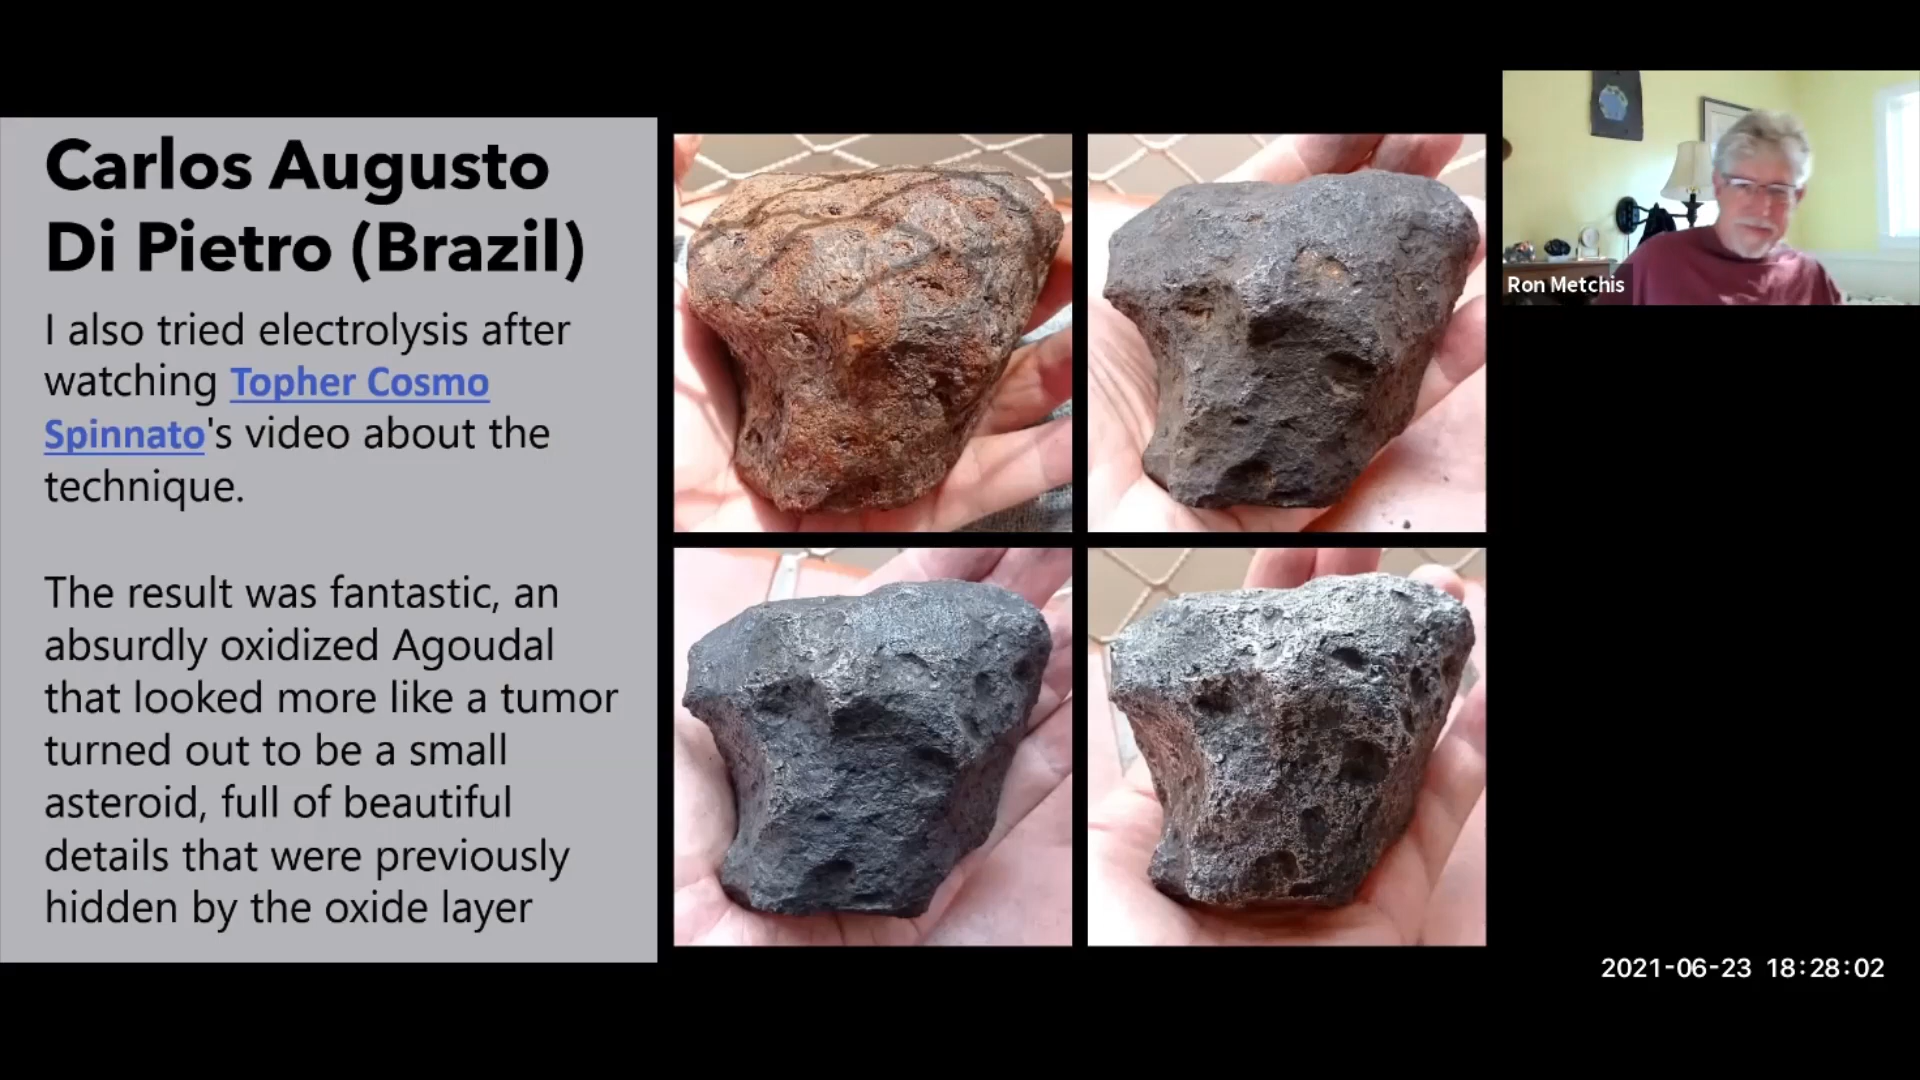 Carlos Augusto
Di Pietro (Brazil)
I also tried electrolysis after
watching Topher Cosmo
Spinnato's video about the
technique.
The result was fantastic, an
absurdly oxidized Agoudal
that looked more like a tumor
turned out to be a small
asteroid, full of beautiful
details that were previously
hidden by the oxide layer
Ron Metchis
2021-06-23 18:28:02